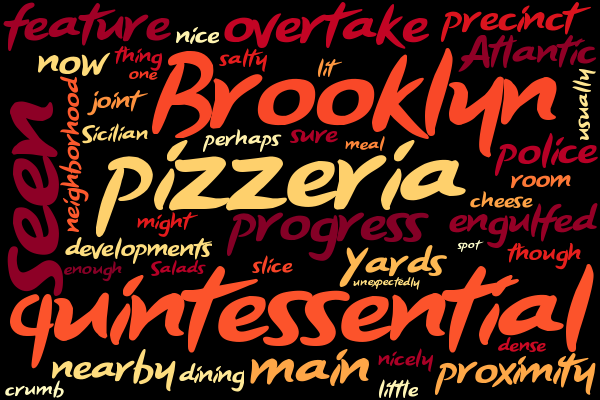 feature
nice
overtake
precinct
now
thing
one
salty
Atlantic
lit
Brooklyn
usually
joint
neighborhood
seen
Sicilian
perhaps
sure
meal
police
pizzeria
room
cheese
might
progress
engulfed
developments
spot
though
enough
Salads
slice
Yards
unexpectedly
quintessential
dense
nearby
dining
main
nicely
proximity
crumb
little